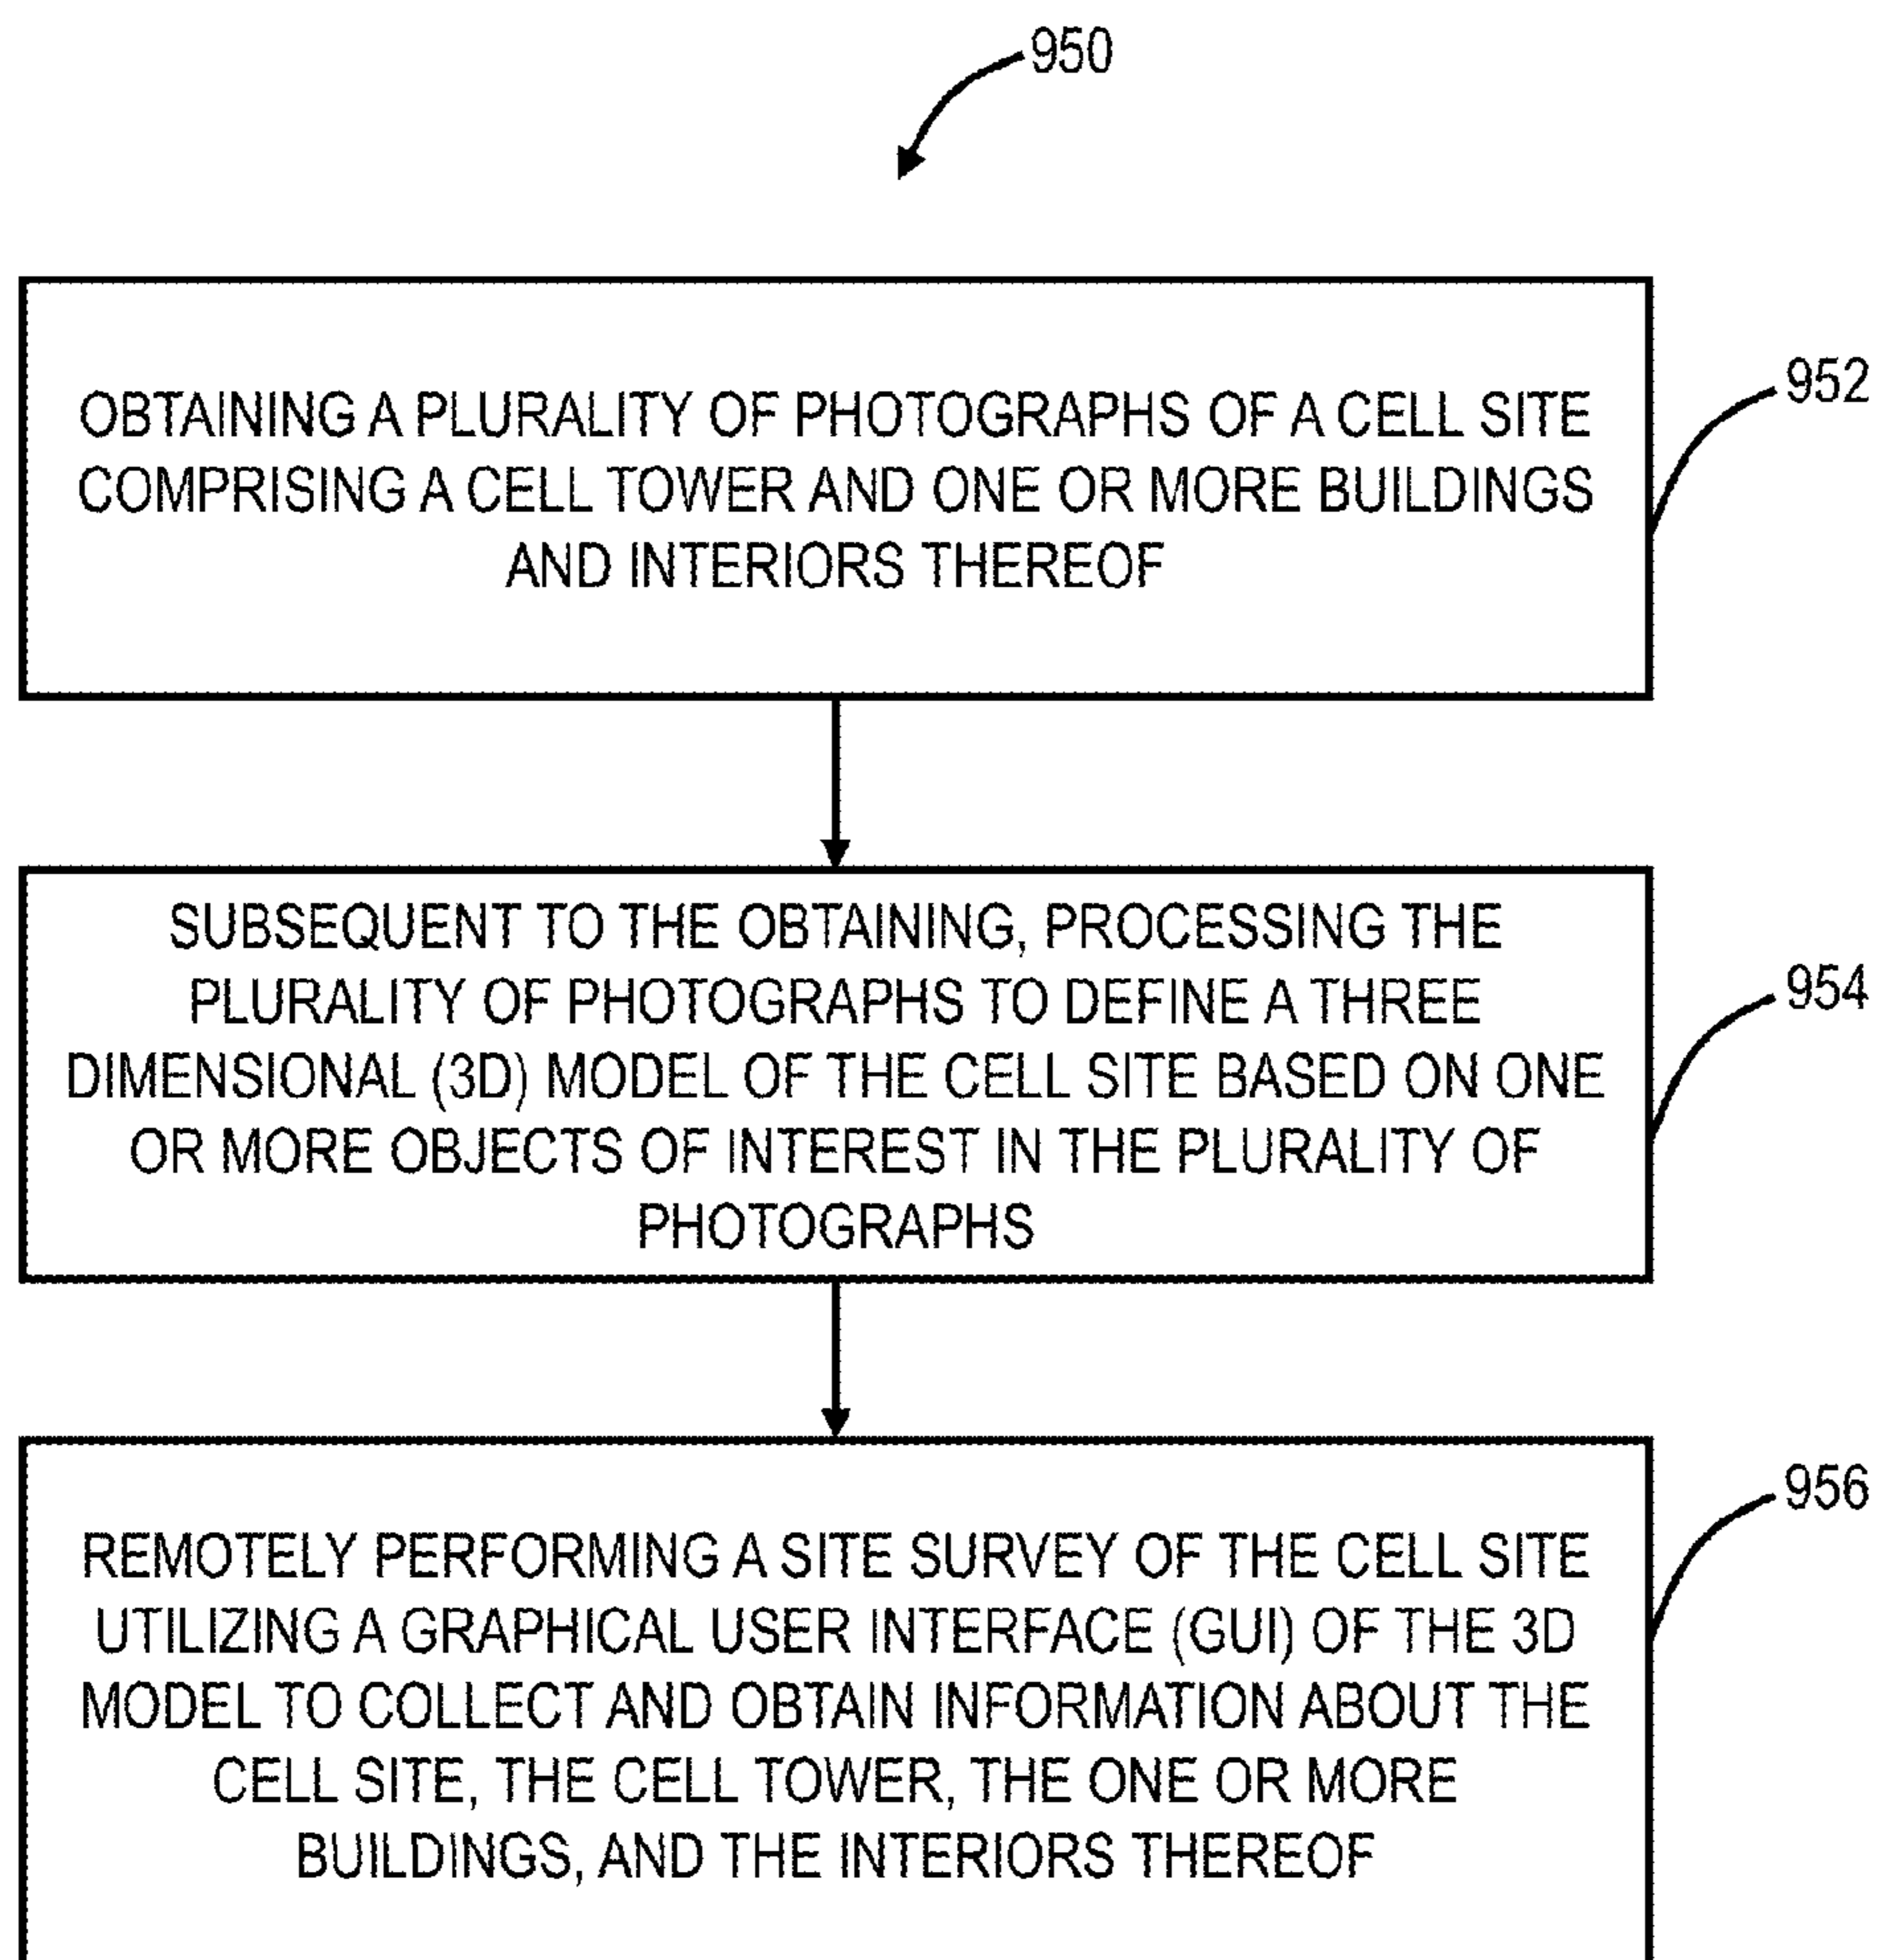 950
OBTAINING A PLURALITY OF PHOTOGRAPHS OF A CELL SITE
COMPRISING A CELL TOWER AND ONE OR MORE BUILDINGS
AND INTERIORS THEREOF
952
SUBSEQUENT TO THE OBTAINING, PROCESSING THE
PLURALITY OF PHOTOGRAPHS TO DEFINE A THREE
DIMENSIONAL (3D) MODEL OF THE CELL SITE BASED ON ONE
OR MORE OBJECTS OF INTEREST IN THE PLURALITY OF
PHOTOGRAPHS
954
REMOTELY PERFORMING A SITE SURVEY OF THE CELL SITE
UTILIZING A GRAPHICAL USER INTERFACE (GUI) OF THE 3D
MODEL TO COLLECT AND OBTAIN INFORMATION ABOUT THE
CELL SITE, THE CELL TOWER, THE ONE OR MORE
BUILDINGS, AND THE INTERIORS THEREOF
956